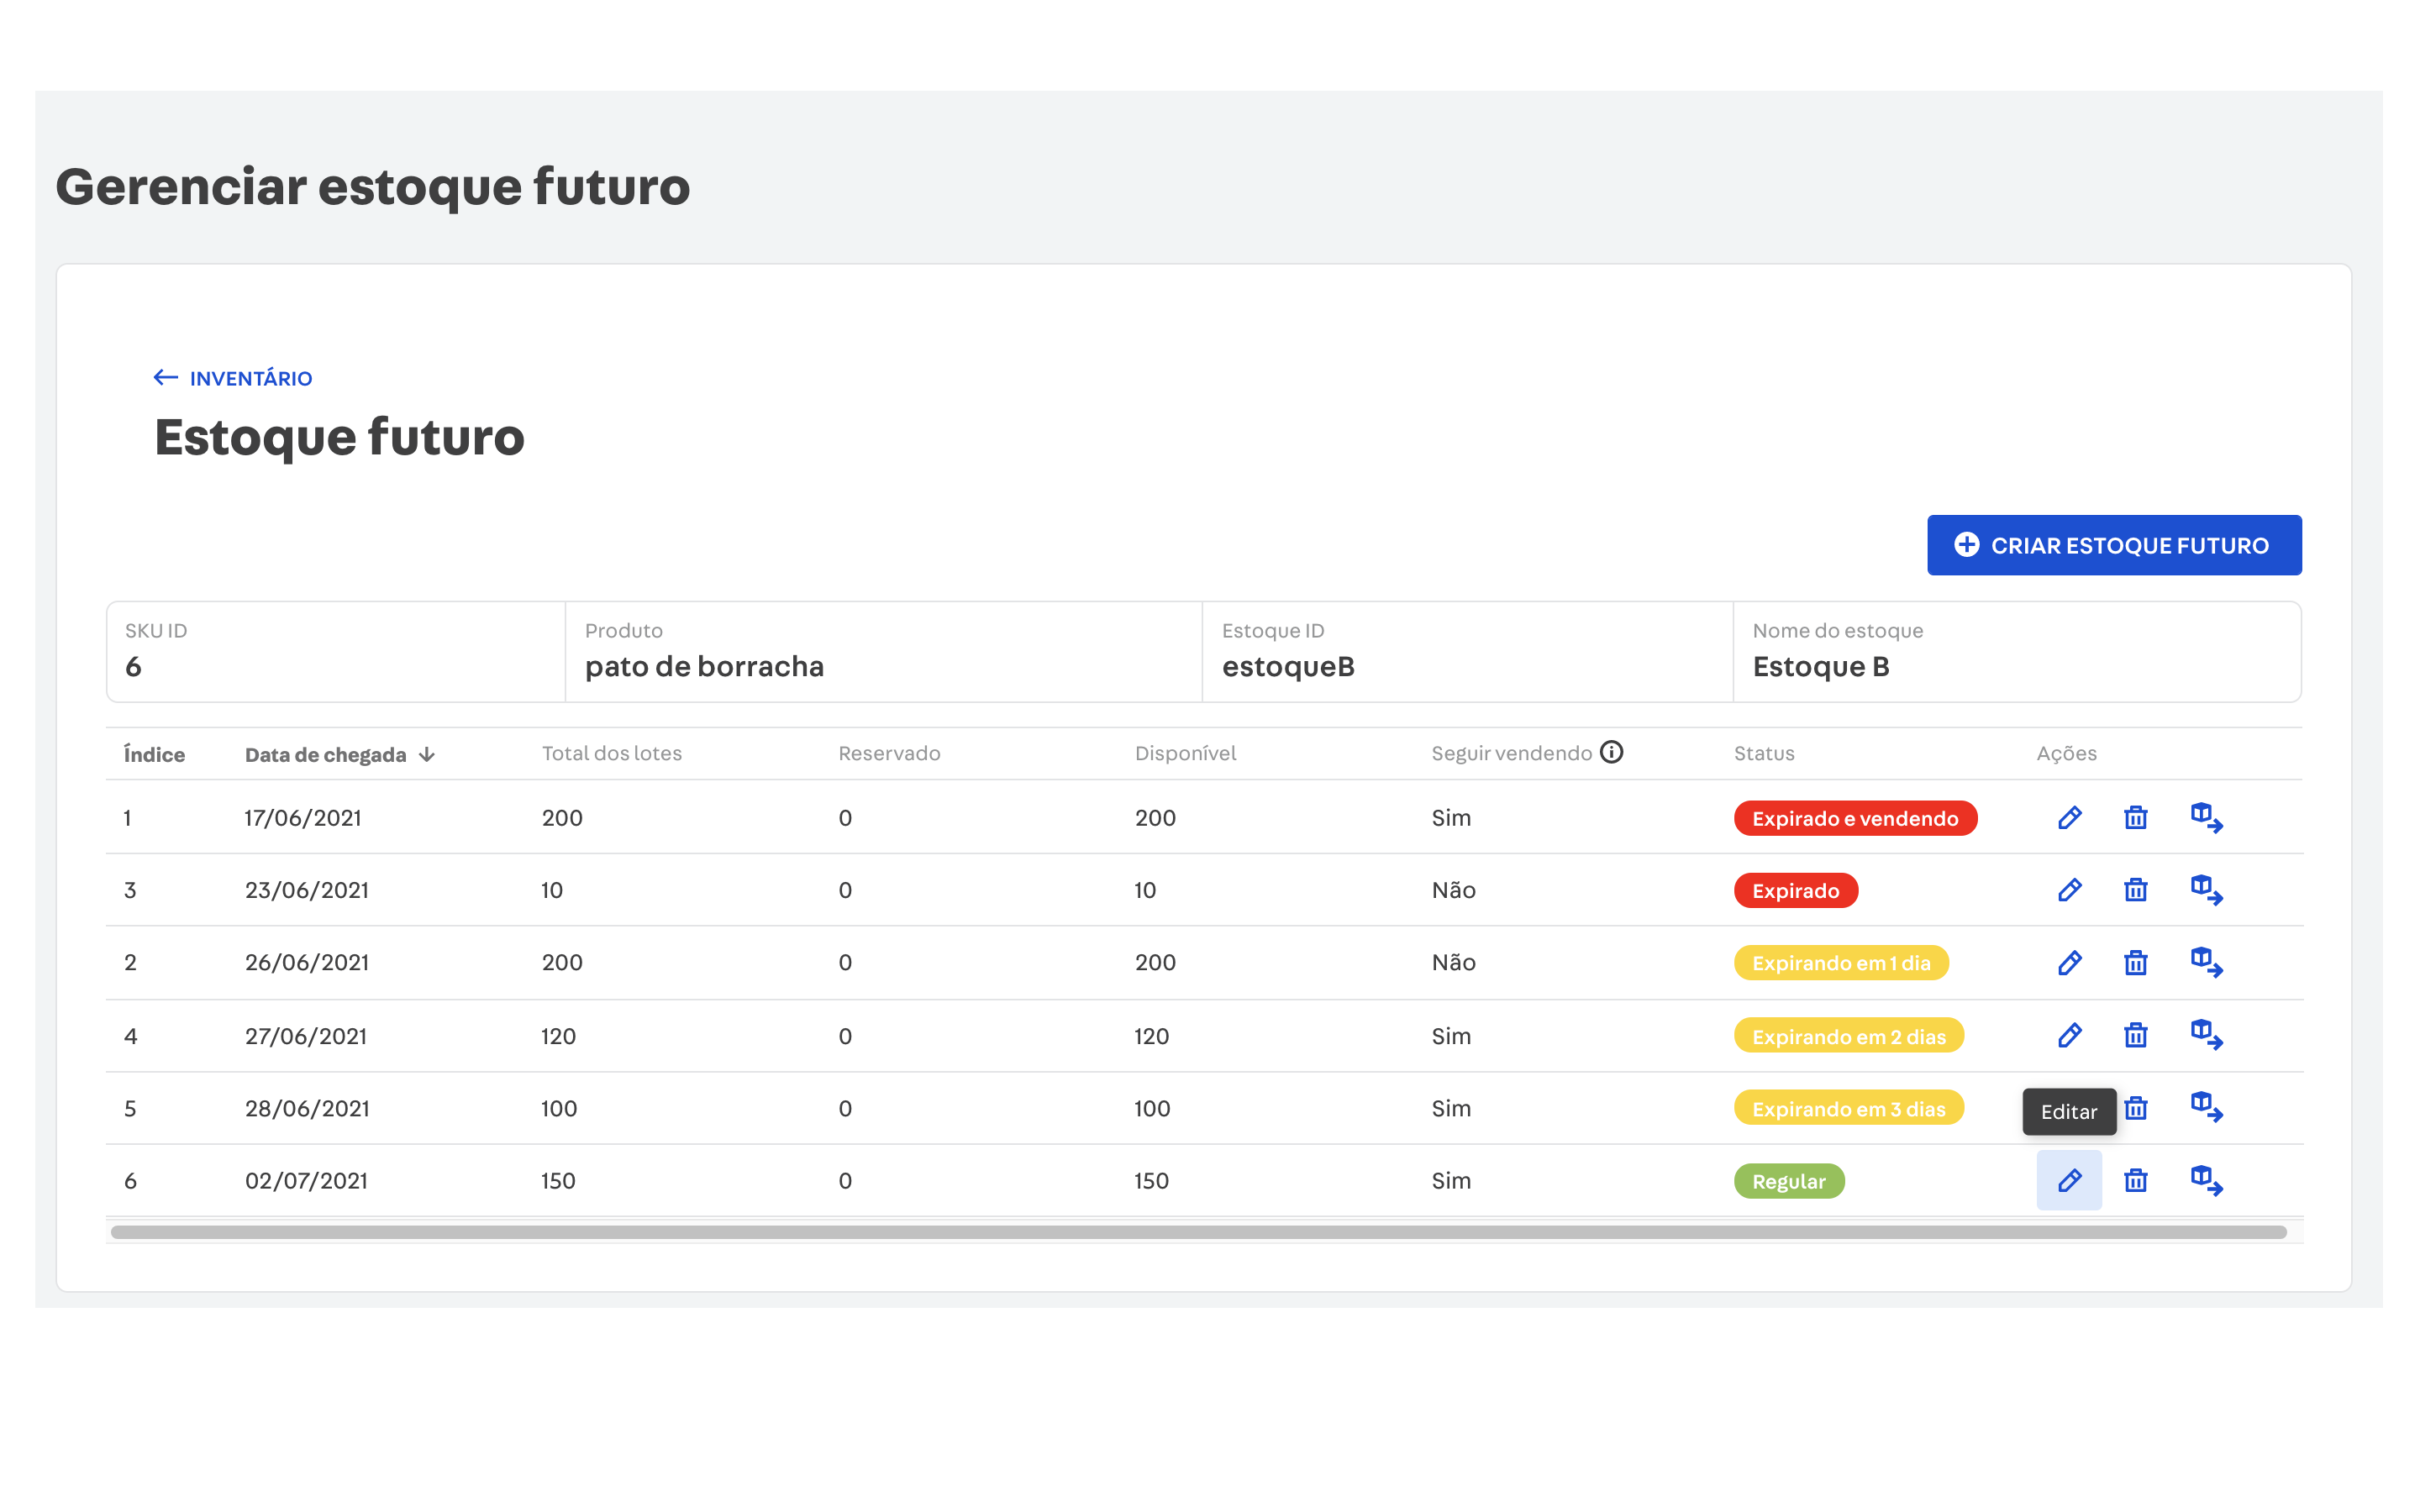 Gerenciar estoque futuro
INVENTÁRIO
Estoque futuro
CRIAR ESTOQUE FUTURO
SKU ID Produto Estoque ID Nome do estoque
6 pato de borracha estoqueB Estoque B
Índice Data de chegada Total dos lotes Reservado Disponível Seguir vendendo Status Ações
1 17/06/2021 200 0 200 Sim Expirado e vendendo
3 23/06/2021 10 0 10 Não Expirado
2 26/06/2021 200 0 200 Não Expirando em 1 dia
4 27/06/2021 120 0 120 Sim Expirando em 2 dias
5 28/06/2021 100 0 100 Sim Expirando em 3 dias Editar
6 02/07/2021 150 0 150 Sim Regular